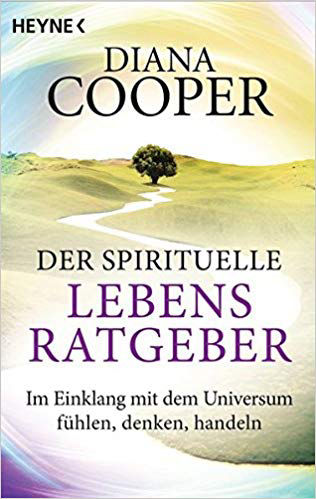 HEYNE
DIANA
COOPER
DER SPIRITUELLE
LEBENS
RATGEBER
Im Einklang mit dem Universum
fühlen, denken, handeln